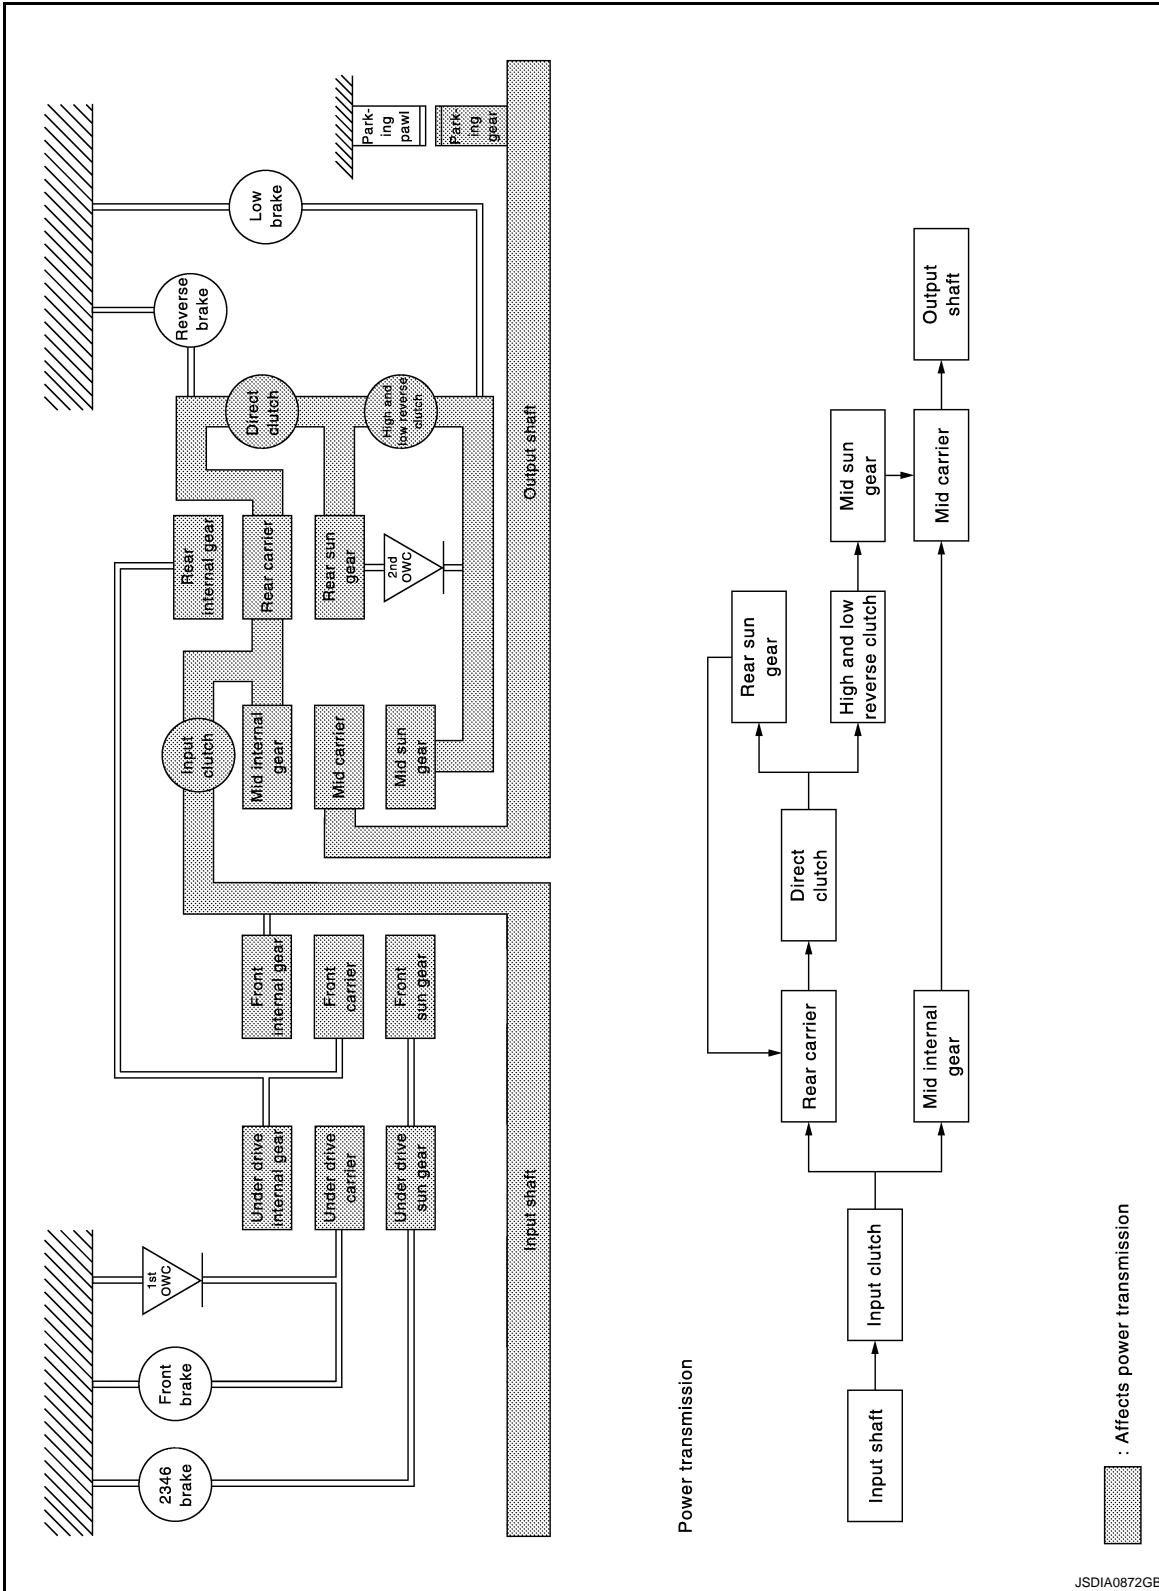 2346
brake
Front
brake
1st
OWC
Under drive
internal gear
Under drive
carrier
Under drive
sun gear
Input shaft
Front
internal gear
Front
carrier
Front
sun gear
Input
clutch
Mid internal
gear
Mid carrier
Mid sun
gear
Rear
internal gear
Rear carrier
Rear sun
gear
2nd
OWC
Direct
clutch
High and
low reverse
clutch
Reverse
brake
Low
brake
Park-
ing
pawl
Park-
ing
gear
Output shaft
Power transmission
Input shaft
Input clutch
Rear carrier
Mid internal
gear
Direct
clutch
Rear sun
gear
High and low
reverse clutch
Mid sun
gear
Mid carrier
Output
shaft
: Affects power transmission
JSDIA0872GB